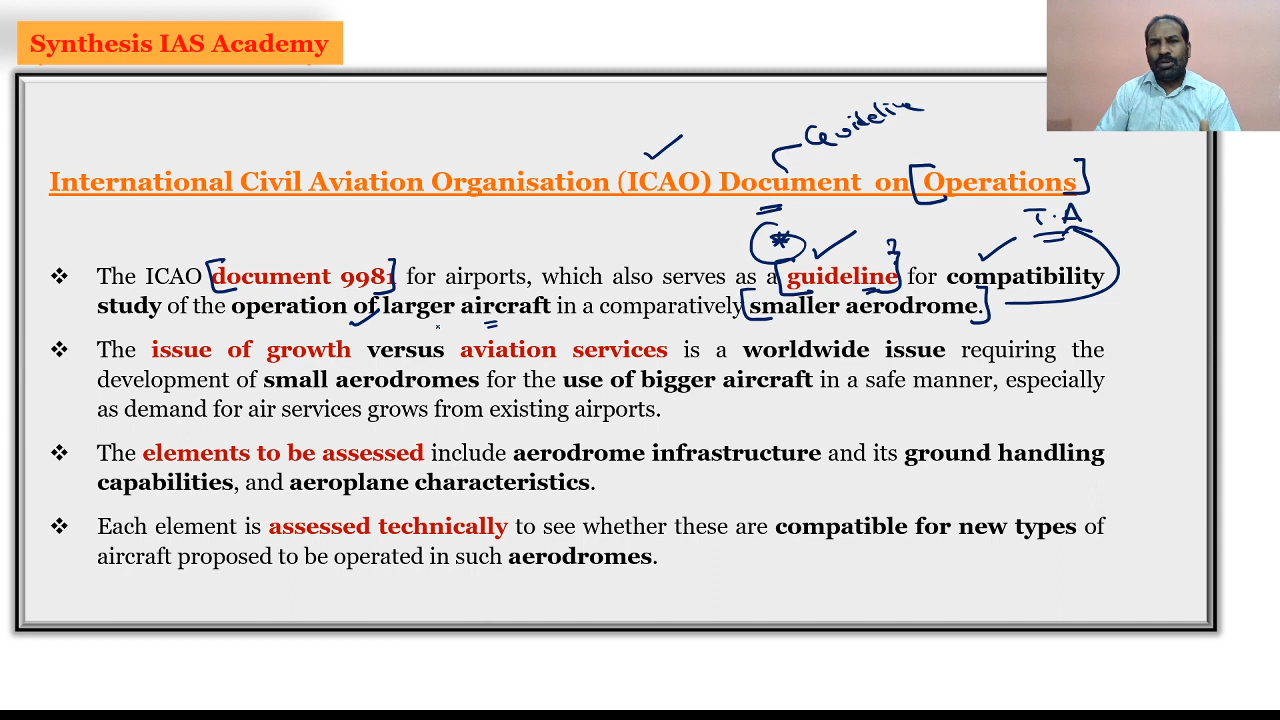 Synthesis IAS Academy
Guideline
International Civil Aviation Organisation (ICAO) Document on Operations
T.A
❖ The ICAO document 9981 for airports, which also serves as a guideline for compatibility
study of the operation of larger aircraft in a comparatively smaller aerodrome.
❖ The issue of growth versus aviation services is a worldwide issue requiring the
development of small aerodromes for the use of bigger aircraft in a safe manner, especially
as demand for air services grows from existing airports.
❖ The elements to be assessed include aerodrome infrastructure and its ground handling
capabilities, and aeroplane characteristics.
❖ Each element is assessed technically to see whether these are compatible for new types of
aircraft proposed to be operated in such aerodromes.